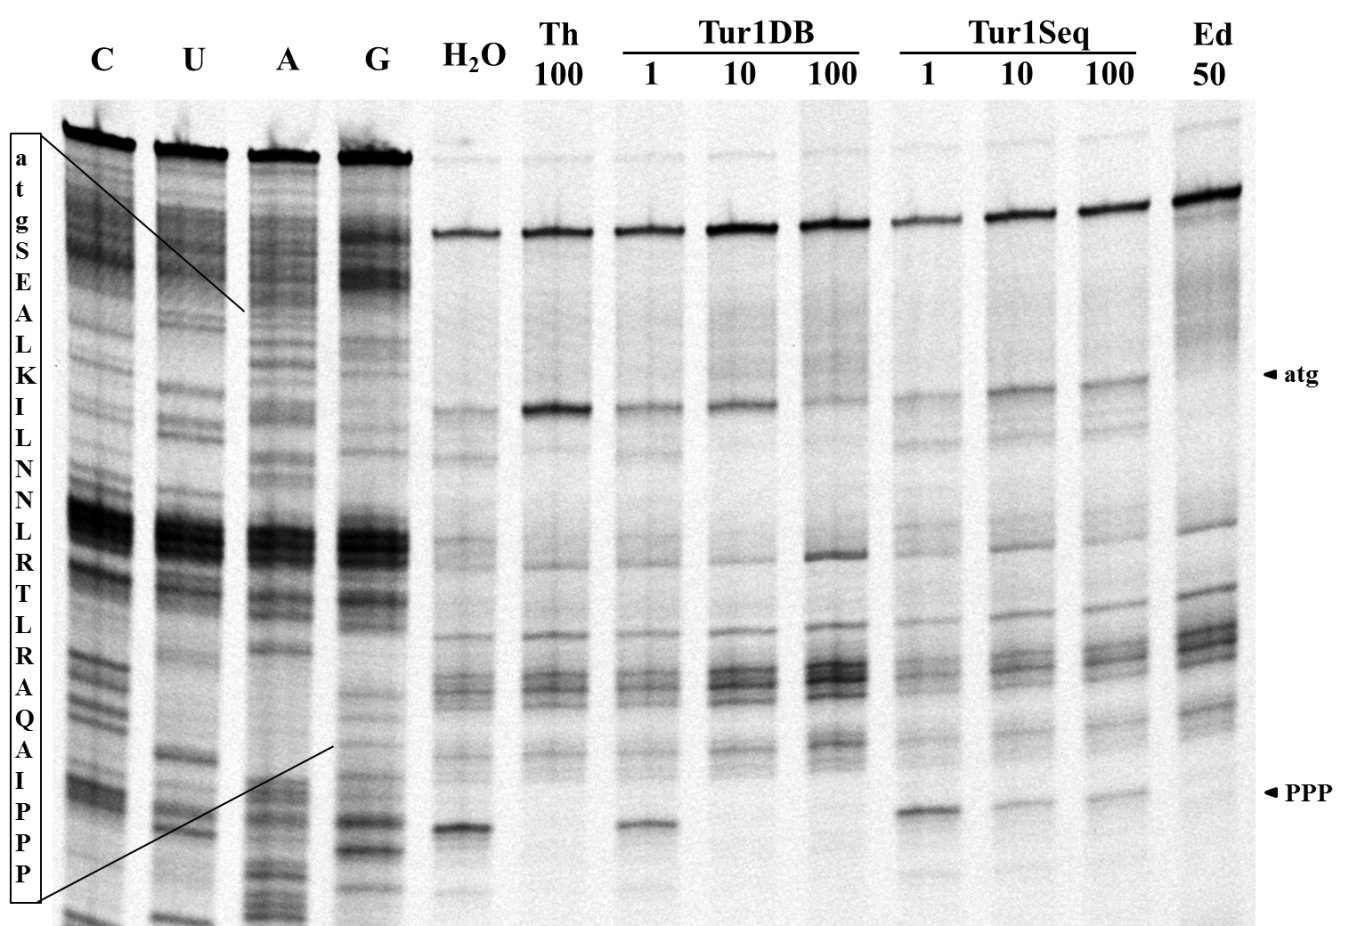 C U A G H₂O Th Tur1DB Tur1Seq Ed
100 1 10 100 1 10 100 50
a
t
g
S
E
A
L
K
I
L
N
N
L
R
T
L
R
A
Q
A
I
P
P
P
atg
PPP